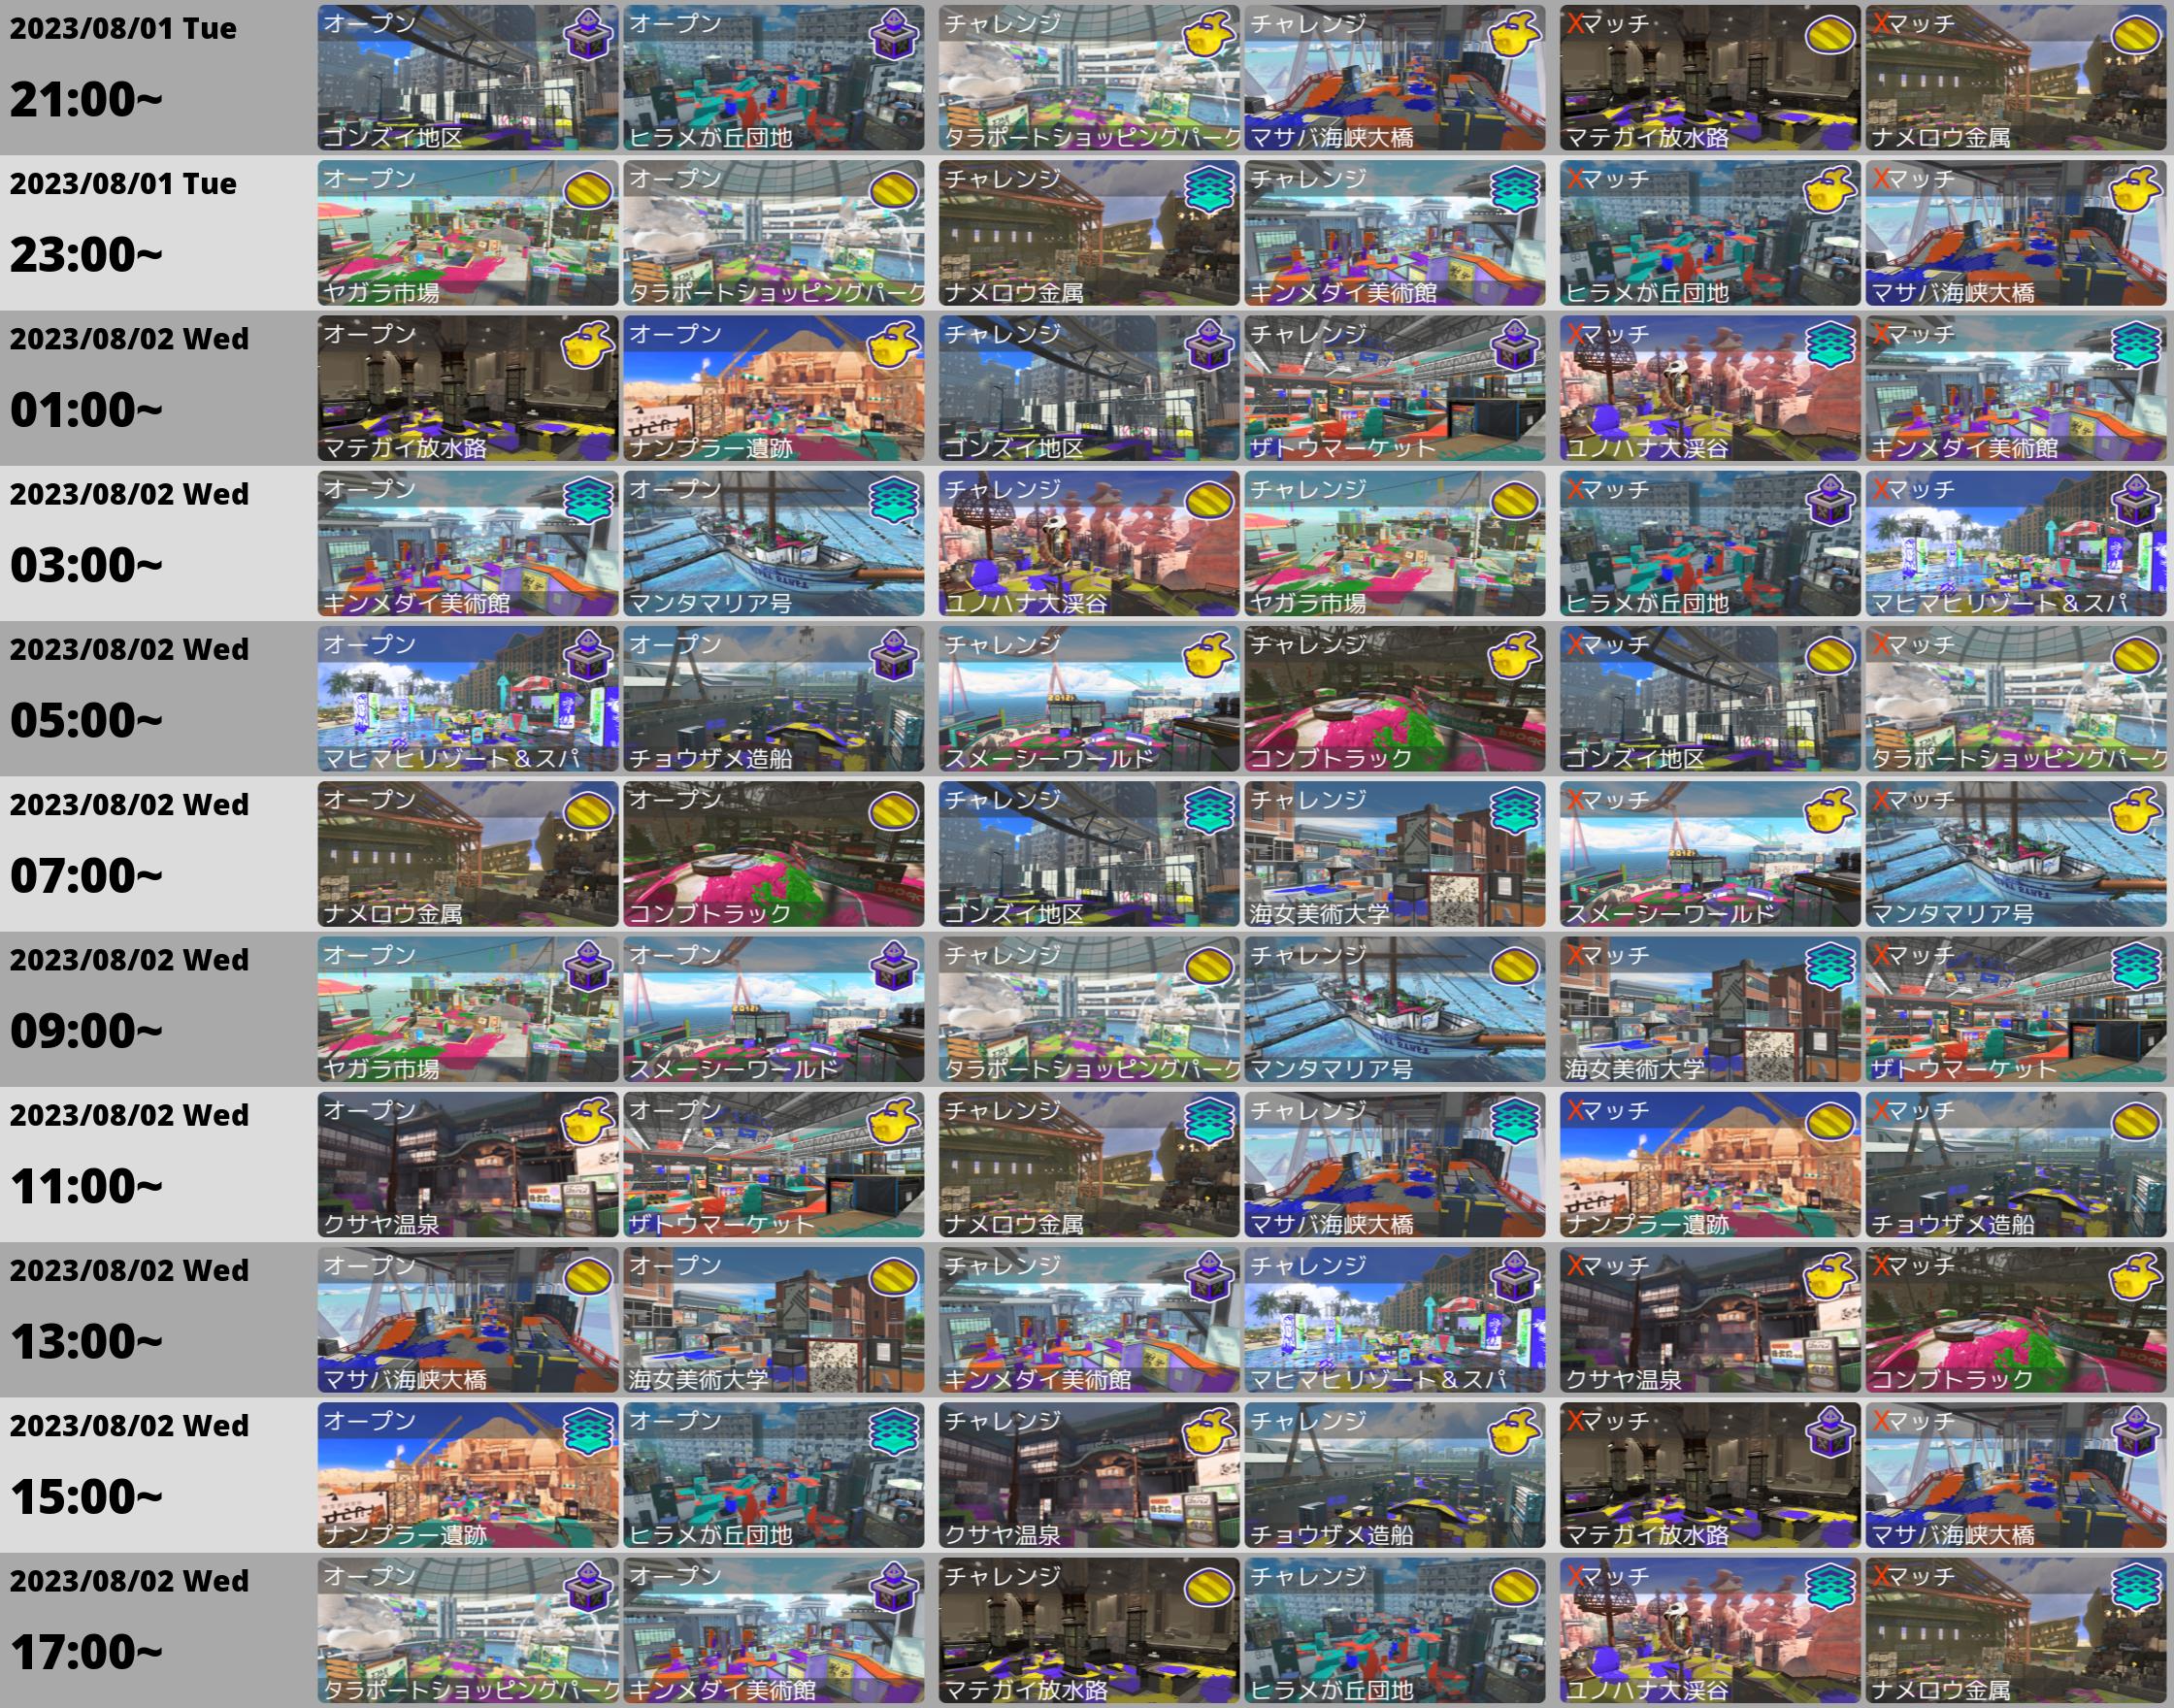 2023/08/01 Tue
21:00~
オープン オープン チャレンジ チャレンジ Xマッチ Xマッチ
ゴンズイ地区 ヒラメが丘団地 タラポートショッピングパーク マサバ海峡大橋 マテガイ放水路 ナメロウ金属
2023/08/01 Tue
23:00~
オープン オープン チャレンジ チャレンジ Xマッチ Xマッチ
ヤガラ市場 タラポートショッピングパーク ナメロウ金属 キンメダイ美術館 ヒラメが丘団地 マサバ海峡大橋
2023/08/02 Wed
01:00~
オープン オープン チャレンジ チャレンジ Xマッチ Xマッチ
マテガイ放水路 ナンプラー遺跡 ゴンズイ地区 ザトウマーケット ユノハナ大渓谷 キンメダイ美術館
2023/08/02 Wed
03:00~
オープン オープン チャレンジ チャレンジ Xマッチ Xマッチ
キンメダイ美術館 マンタマリア号 ユノハナ大渓谷 ヤガラ市場 ヒラメが丘団地 マヒマヒリゾート＆スパ
2023/08/02 Wed
05:00~
オープン オープン チャレンジ チャレンジ Xマッチ Xマッチ
マヒマヒリゾート＆スパ チョウザメ造船 スメーシーワールド コンブトラック ゴンズイ地区 タラポートショッピングパーク
2023/08/02 Wed
07:00~
オープン オープン チャレンジ チャレンジ Xマッチ Xマッチ
ナメロウ金属 コンブトラック ゴンズイ地区 海女美術大学 スメーシーワールド マンタマリア号
2023/08/02 Wed
09:00~
オープン オープン チャレンジ チャレンジ Xマッチ Xマッチ
ヤガラ市場 スメーシーワールド タラポートショッピングパーク マンタマリア号 海女美術大学 ザトウマーケット
2023/08/02 Wed
11:00~
オープン オープン チャレンジ チャレンジ Xマッチ Xマッチ
クサヤ温泉 ザトウマーケット ナメロウ金属 マサバ海峡大橋 ナンプラー遺跡 チョウザメ造船
2023/08/02 Wed
13:00~
オープン オープン チャレンジ チャレンジ Xマッチ Xマッチ
マサバ海峡大橋 海女美術大学 キンメダイ美術館 マヒマヒリゾート＆スパ クサヤ温泉 コンブトラック
2023/08/02 Wed
15:00~
オープン オープン チャレンジ チャレンジ Xマッチ Xマッチ
ナンプラー遺跡 ヒラメが丘団地 クサヤ温泉 チョウザメ造船 マテガイ放水路 マサバ海峡大橋
2023/08/02 Wed
17:00~
オープン オープン チャレンジ チャレンジ Xマッチ Xマッチ
タラポートショッピングパーク キンメダイ美術館 マテガイ放水路 ヒラメが丘団地 ユノハナ大渓谷 ナメロウ金属